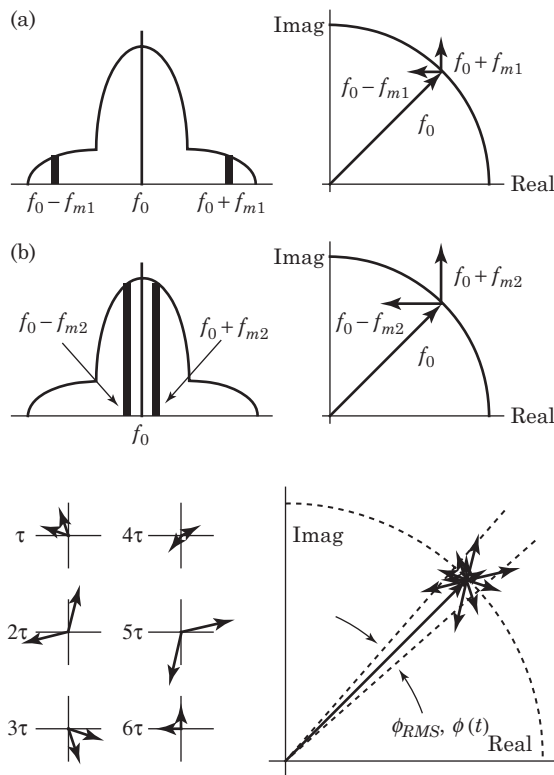 (a)
Imag
f₀ + fₘ₁
f₀ − fₘ₁
f₀
Real
f₀ − fₘ₁ f₀ f₀ + fₘ₁
(b)
Imag
f₀ + fₘ₂
f₀ − fₘ₂ f₀ + fₘ₂
f₀ − fₘ₂
f₀
Real
f₀
τ 4τ
Imag
2τ 5τ
3τ 6τ
ϕRMS, ϕ(t)
Real